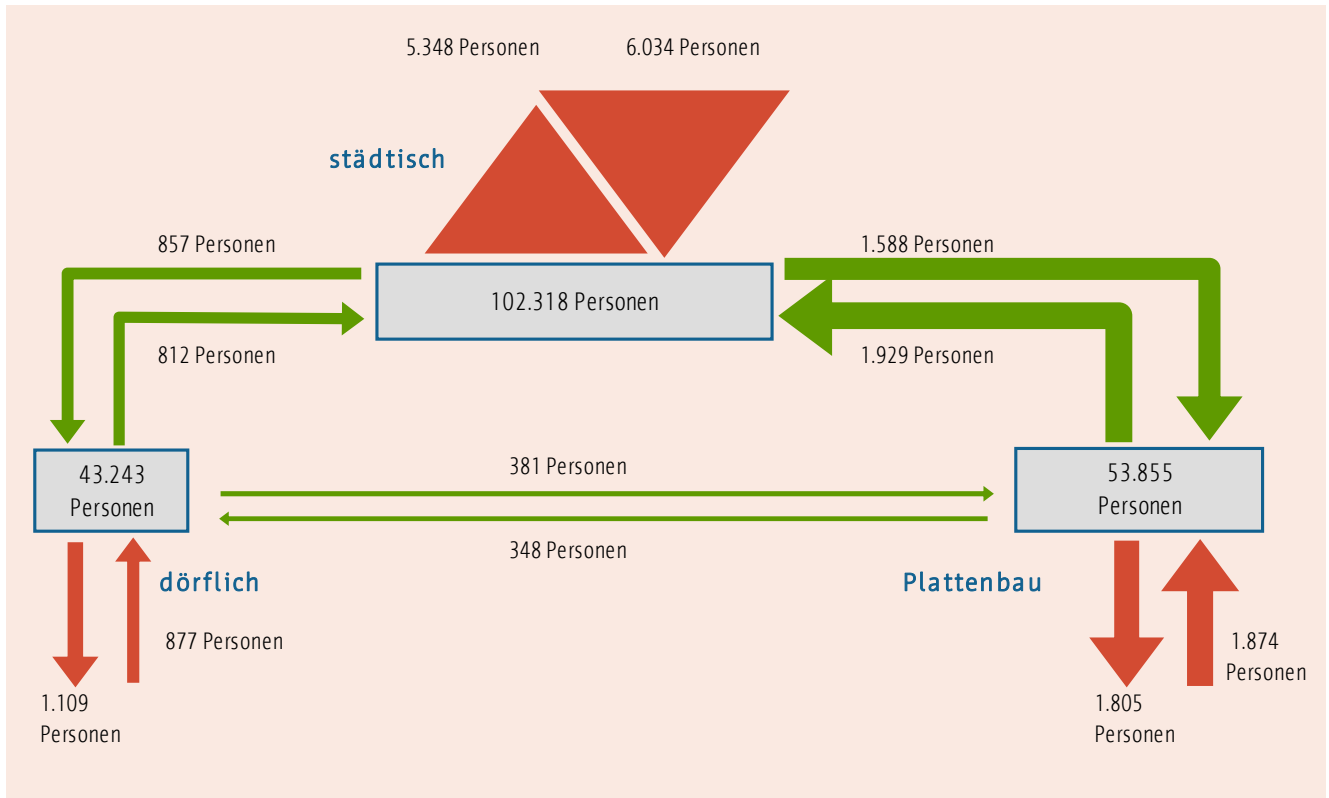 5.348 Personen
6.034 Personen
städtisch
857 Personen
1.588 Personen
102.318 Personen
812 Personen
1.929 Personen
43.243
Personen
381 Personen
53.855
Personen
348 Personen
dörflich
Plattenbau
877 Personen
1.874
Personen
1.109
Personen
1.805
Personen